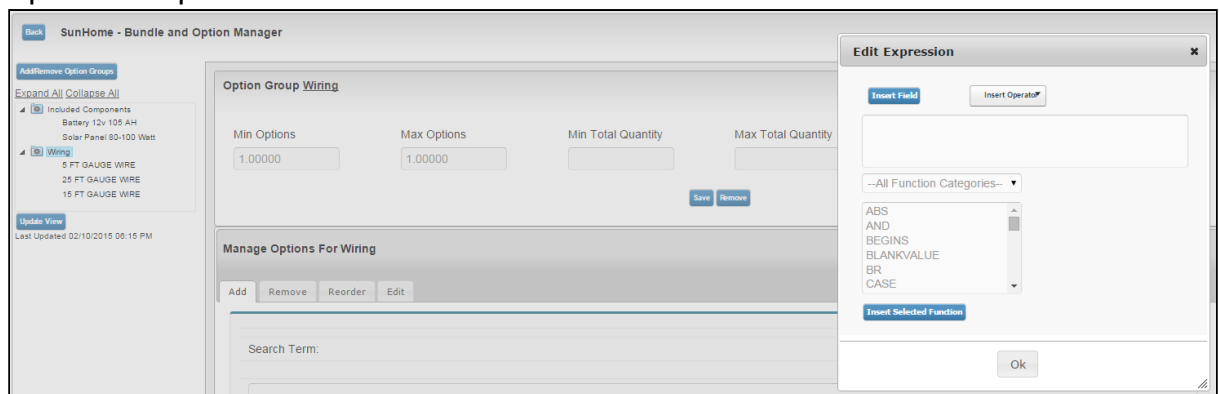 Back SunHome - Bundle and Option Manager
Add/Remove Option Groups
Expand All Collapse All
Included Components
Battery 12v 105 AH
Solar Panel 80-100 Watt
Wiring
5 FT GAUGE WIRE
25 FT GAUGE WIRE
15 FT GAUGE WIRE
Update View
Last Updated 02/10/2015 06:15 PM
Option Group Wiring
Min Options Max Options Min Total Quantity Max Total Quantity
1.00000 1.00000
Save Remove
Manage Options For Wiring
Add Remove Reorder Edit
Search Term:
Edit Expression
Insert Field Insert Operator
--All Function Categories--
ABS
AND
BEGINS
BLANKVALUE
BR
CASE
Insert Selected Function
Ok